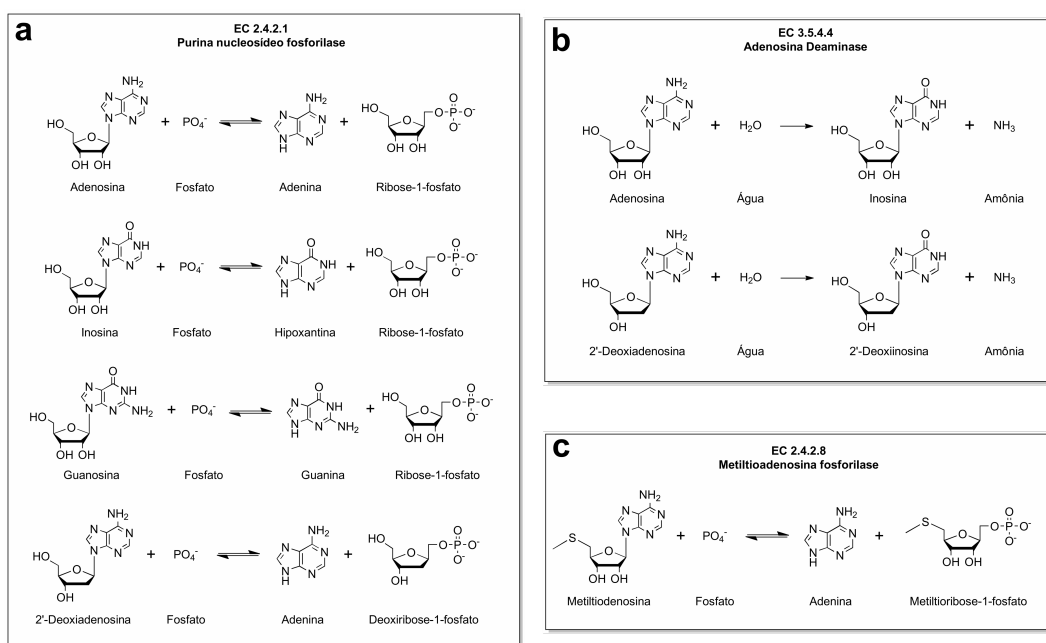 a
EC 2.4.2.1
Purina nucleosídeo fosforilase
NH₂
N N N N
HO O OH OH
+ PO₄⁻
NH₂
N N N N H
+
HO O O P O O⁻ O⁻ OH OH
Adenosina Fosfato Adenina Ribose-1-fosfato
O
N NH N N
HO O OH OH
+ PO₄⁻
O
N NH N N H
+
HO O O P O O⁻ O⁻ OH OH
Inosina Fosfato Hipoxantina Ribose-1-fosfato
O
N NH N N NH₂
HO O OH OH
+ PO₄⁻
O
N NH N N H NH₂
+
HO O O P O O⁻ O⁻ OH OH
Guanosina Fosfato Guanina Ribose-1-fosfato
NH₂
N N N N
HO O OH
+ PO₄⁻
NH₂
N N N N H
+
HO O O P O O⁻ O⁻ OH
2'-Deoxiadenosina Fosfato Adenina Deoxiribose-1-fosfato
b
EC 3.5.4.4
Adenosina Deaminase
NH₂
N N N N
HO O OH OH
+ H₂O
O
N NH N N
HO O OH OH
+ NH₃
Adenosina Água Inosina Amônia
NH₂
N N N N
HO O OH
+ H₂O
O
N NH N N
HO O OH
+ NH₃
2'-Deoxiadenosina Água 2'-Deoxiinosina Amônia
c
EC 2.4.2.8
Metiltioadenosina fosforilase
NH₂
N N N N
S O OH OH
+ PO₄⁻
NH₂
N N N N H
+
S O O P O O⁻ O⁻ OH OH
Metiltiodenosina Fosfato Adenina Metiltioribose-1-fosfato